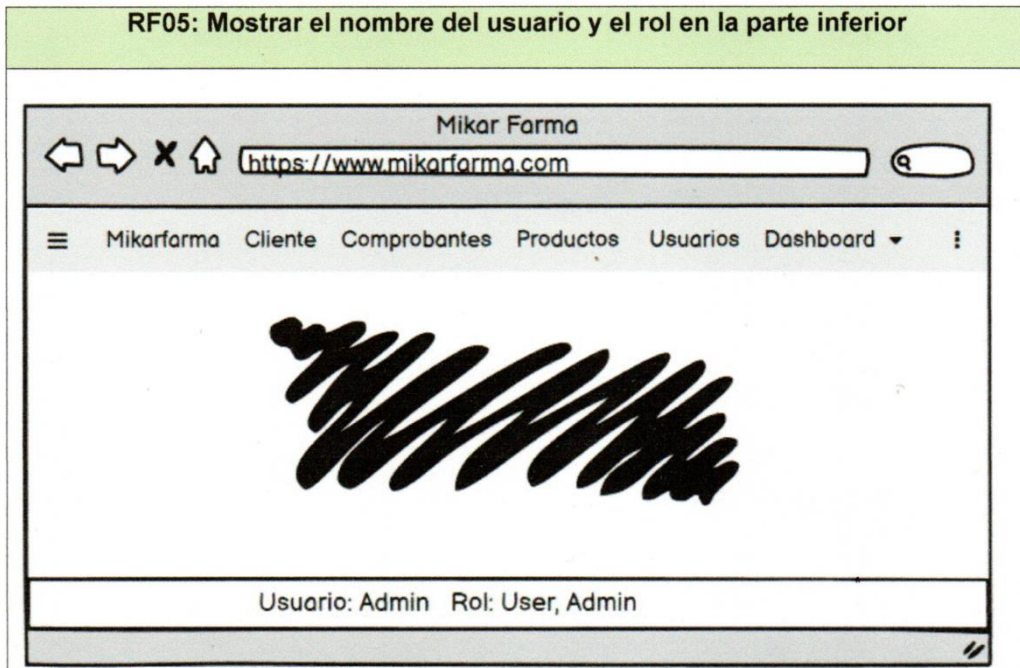 RF05: Mostrar el nombre del usuario y el rol en la parte inferior
Mikar Farma
https://www.mikarfarma.com
Mikarfarma Cliente Comprobantes Productos Usuarios Dashboard
Usuario: Admin Rol: User, Admin